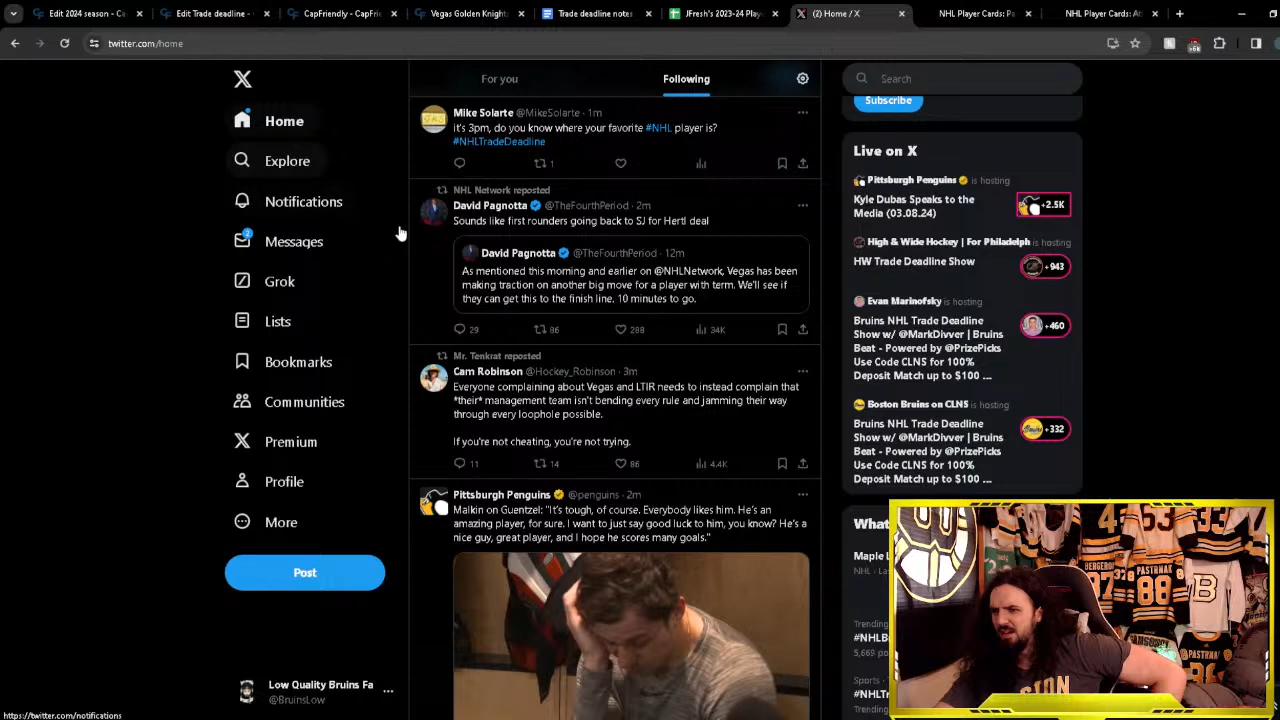 Edit 2024 season - Ca
Edit Trade deadline -
CapFriendly - CapFri
Vegas Golden Knight
Trade deadline notes
JFresh's 2023-24 Play
(2) Home / X
NHL Player Cards: Pa
NHL Player Cards: At
twitter.com/home
Home
Explore
Notifications
2
Messages
Grok
Lists
Bookmarks
Communities
Premium
Profile
More
Post
Low Quality Bruins Fa
@BruinsLow
https://twitter.com/notifications
For you
Following
Mike Solarte @MikeSolarte · 1m
it's 3pm, do you know where your favorite #NHL player is?
#NHLTradeDeadline
1
NHL Network reposted
David Pagnotta @TheFourthPeriod · 2m
Sounds like first rounders going back to SJ for Hertl deal
David Pagnotta @TheFourthPeriod · 12m
As mentioned this morning and earlier on @NHLNetwork, Vegas has been
making traction on another big move for a player with term. We'll see if
they can get this to the finish line. 10 minutes to go.
29 86 288 34K
Mr. Tenkrat reposted
Cam Robinson @Hockey_Robinson · 3m
Everyone complaining about Vegas and LTIR needs to instead complain that
*their* management team isn't bending every rule and jamming their way
through every loophole possible.
If you're not cheating, you're not trying.
11 14 86 4.4K
Pittsburgh Penguins @penguins · 2m
Malkin on Guentzel: "It's tough, of course. Everybody likes him. He's an
amazing player, for sure. I want to just say good luck to him, you know? He's a
nice guy, great player, and I hope he scores many goals."
Search
Subscribe
Live on X
Pittsburgh Penguins is hosting
Kyle Dubas Speaks to the
Media (03.08.24)
+2.5K
High & Wide Hockey | For Philadelph is hosting
HW Trade Deadline Show
+943
Evan Marinofsky is hosting
Bruins NHL Trade Deadline
Show w/ @MarkDivver | Bruins
Beat - Powered by @PrizePicks
Use Code CLNS for 100%
Deposit Match up to $100 ...
+460
Boston Bruins on CLNS is hosting
Bruins NHL Trade Deadline
Show w/ @MarkDivver | Bruins
Beat - Powered by @PrizePicks
Use Code CLNS for 100%
Deposit Match up to $100 ...
+332
What
Maple L
NHL · La
Trending
#NHLB
5,669 po
Sports ·
#NHLTr
Trending
BERGERO
37
PASTRNAK
88
33
B
PASTRNAK